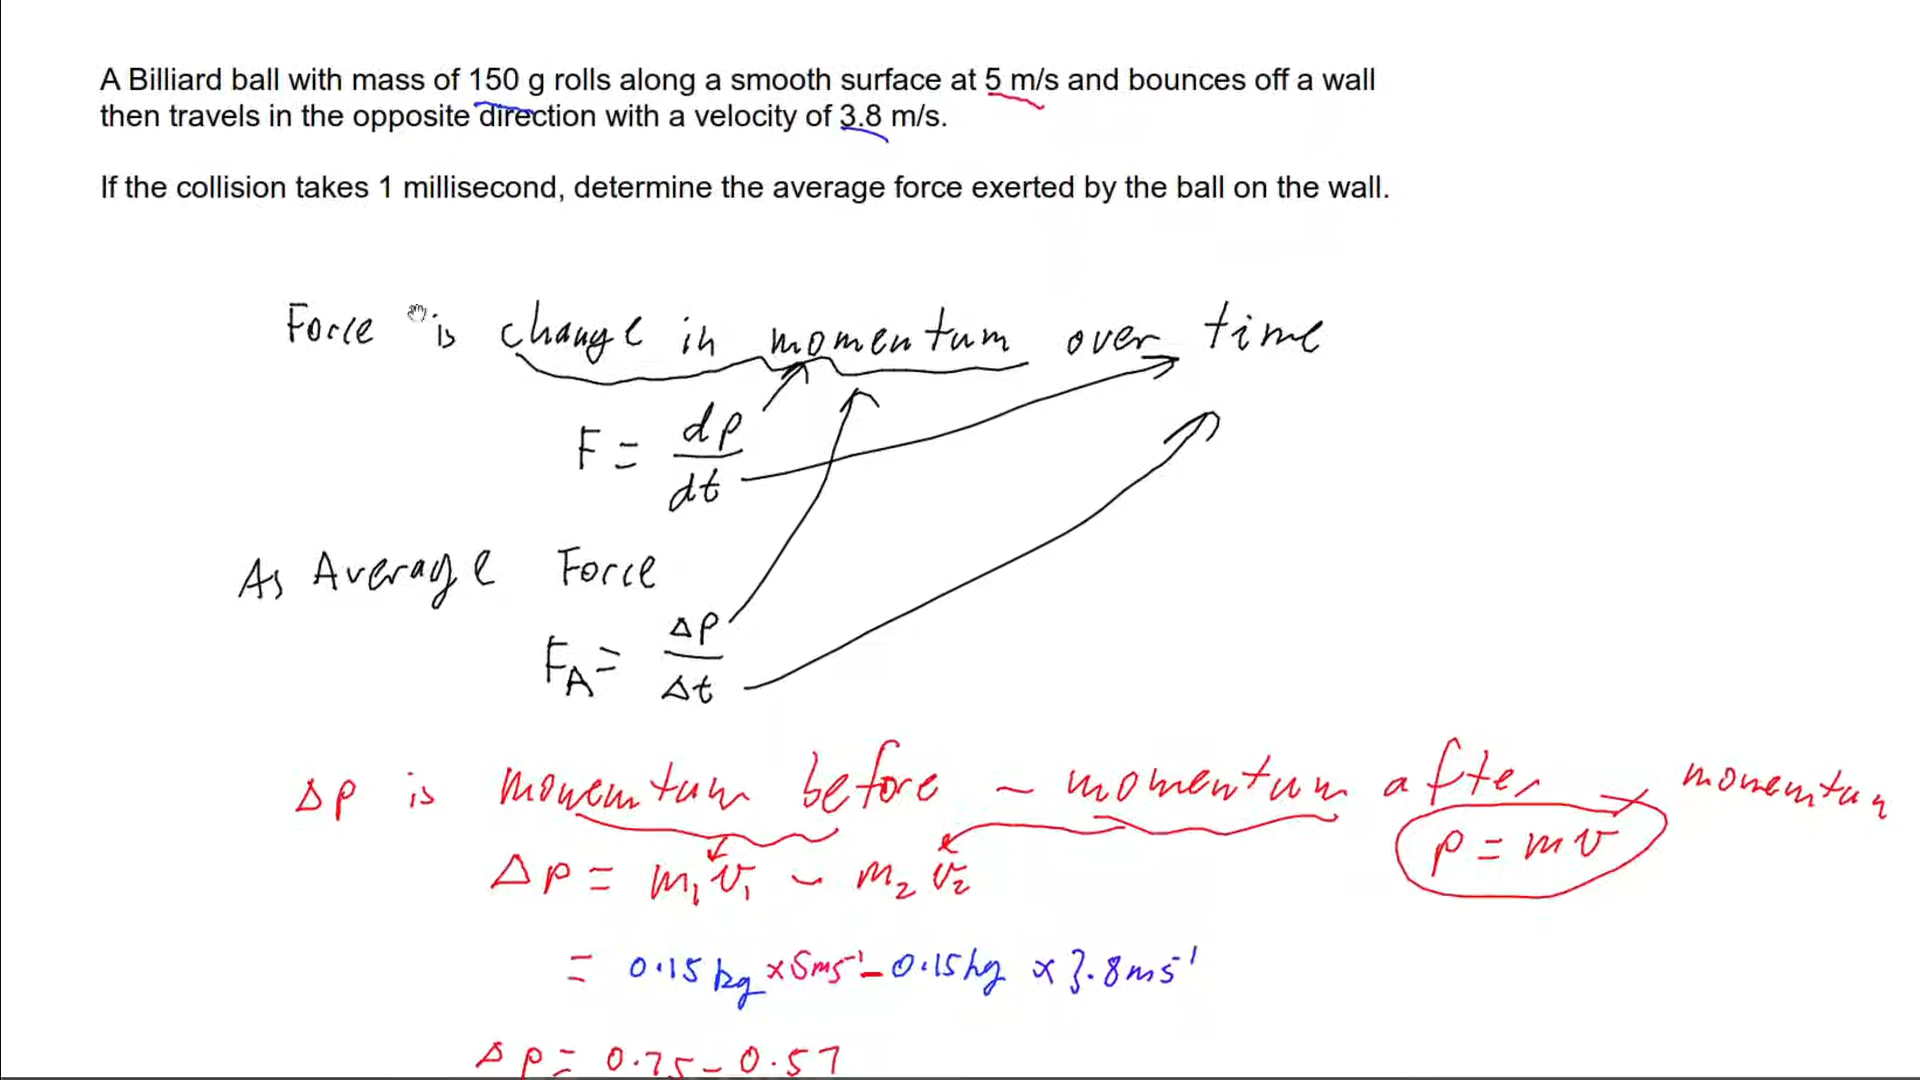 A Billiard ball with mass of 150 g rolls along a smooth surface at 5 m/s and bounces off a wall
then travels in the opposite direction with a velocity of 3.8 m/s.
If the collision takes 1 millisecond, determine the average force exerted by the ball on the wall.
Force is change in momentum over time
F = dp
dt
As Average Force
F_A = Δp
Δt
Δp is momentum before - momentum after → momentum
p = mv
Δp = m₁v₁ - m₂v₂
= 0.15 kg × 5ms⁻¹ - 0.15 kg × 3.8ms⁻¹
Δp = 0.75 - 0.57